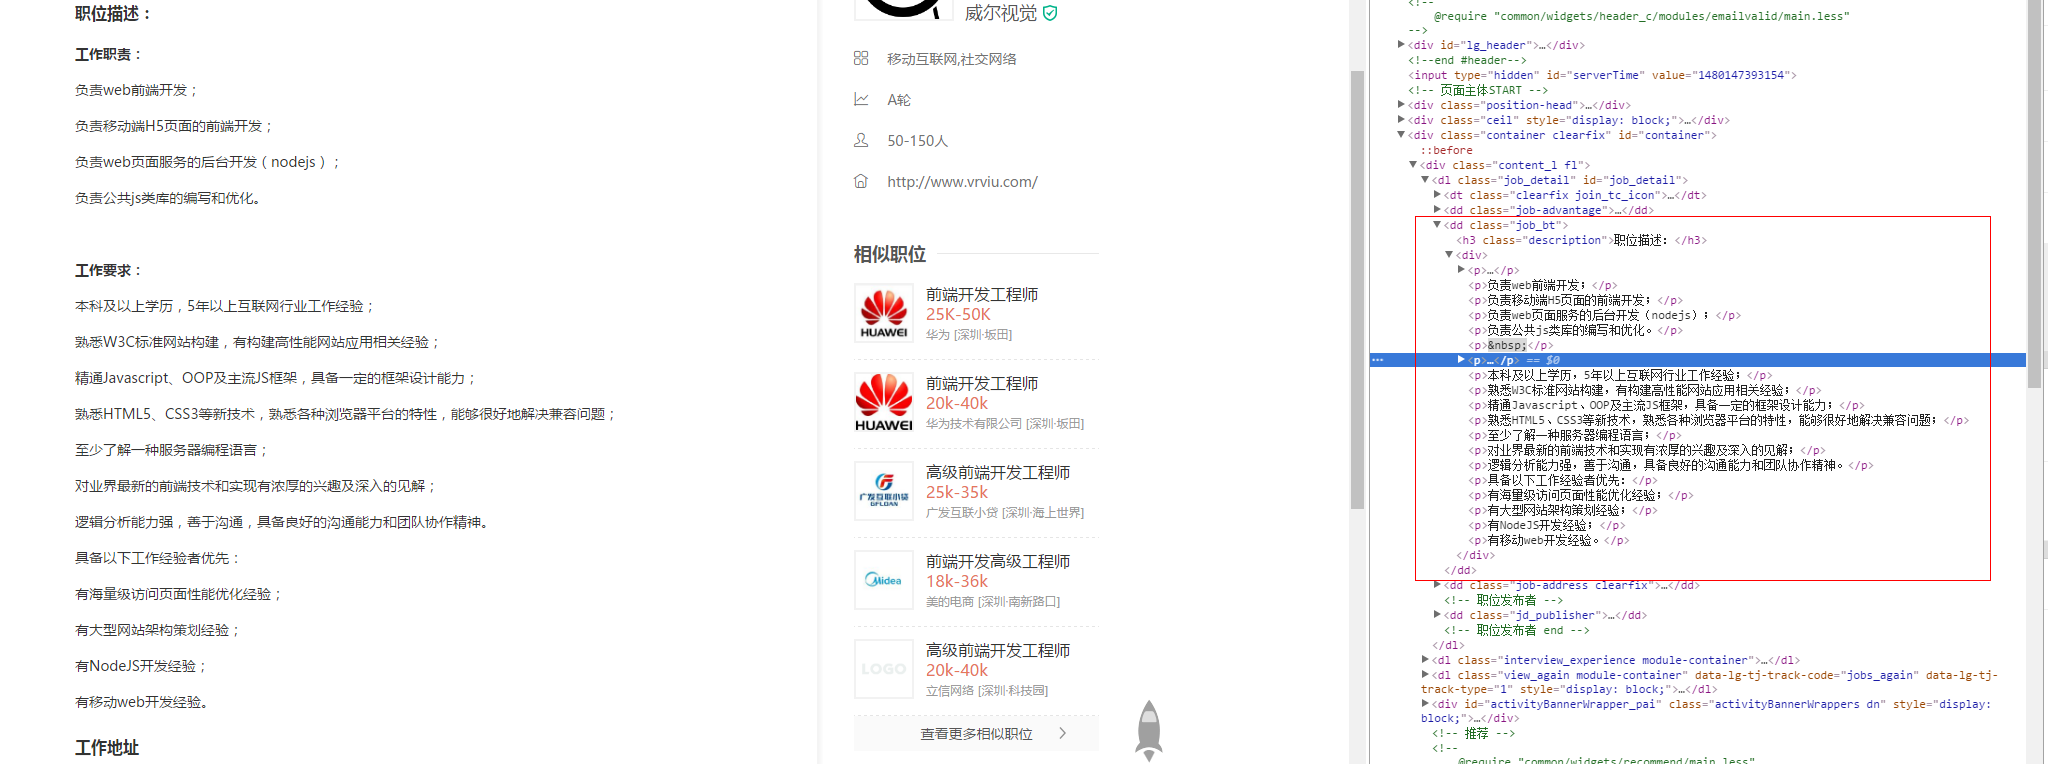 职位描述：
工作职责：
负责web前端开发；
负责移动端H5页面的前端开发；
负责web页面服务的后台开发（nodejs）；
负责公共js类库的编写和优化。
工作要求：
本科及以上学历，5年以上互联网行业工作经验；
熟悉W3C标准网站构建，有构建高性能网站应用相关经验；
精通Javascript、OOP及主流JS框架，具备一定的框架设计能力；
熟悉HTML5、CSS3等新技术，熟悉各种浏览器平台的特性，能够很好地解决兼容问题；
至少了解一种服务器编程语言；
对业界最新的前端技术和实现有浓厚的兴趣及深入的见解；
逻辑分析能力强，善于沟通，具备良好的沟通能力和团队协作精神。
具备以下工作经验者优先：
有海量级访问页面性能优化经验；
有大型网站架构策划经验；
有NodeJS开发经验；
有移动web开发经验。
工作地址
威尔视觉
移动互联网,社交网络
A轮
50-150人
http://www.vrviu.com/
相似职位
HUAWEI
前端开发工程师
25K-50K
华为 [深圳·坂田]
HUAWEI
前端开发工程师
20k-40k
华为技术有限公司 [深圳·坂田]
广发互联小贷
GFLOAN
高级前端开发工程师
25k-35k
广发互联小贷 [深圳·海上世界]
Midea
前端开发高级工程师
18k-36k
美的电商 [深圳·南新路口]
LOGO
高级前端开发工程师
20k-40k
立信网络 [深圳·科技园]
查看更多相似职位
<!--
@require "common/widgets/header_c/modules/emailvalid/main.less"
-->
<div id="lg_header">…</div>
<!--end #header-->
<input type="hidden" id="serverTime" value="1480147393154">
<!-- 页面主体START -->
<div class="position-head">…</div>
<div class="ceil" style="display: block;">…</div>
<div class="container clearfix" id="container">
::before
<div class="content_l fl">
<dl class="job_detail" id="job_detail">
<dt class="clearfix join_tc_icon">…</dt>
<dd class="job-advantage">…</dd>
<dd class="job_bt">
<h3 class="description">职位描述：</h3>
<div>
<p>…</p>
<p>负责web前端开发；</p>
<p>负责移动端H5页面的前端开发；</p>
<p>负责web页面服务的后台开发（nodejs）；</p>
<p>负责公共js类库的编写和优化。</p>
<p>&nbsp;</p>
<p>…</p> == $0
<p>本科及以上学历，5年以上互联网行业工作经验；</p>
<p>熟悉W3C标准网站构建，有构建高性能网站应用相关经验；</p>
<p>精通Javascript、OOP及主流JS框架，具备一定的框架设计能力；</p>
<p>熟悉HTML5、CSS3等新技术，熟悉各种浏览器平台的特性，能够很好地解决兼容问题；</p>
<p>至少了解一种服务器编程语言；</p>
<p>对业界最新的前端技术和实现有浓厚的兴趣及深入的见解；</p>
<p>逻辑分析能力强，善于沟通，具备良好的沟通能力和团队协作精神。</p>
<p>具备以下工作经验者优先：</p>
<p>有海量级访问页面性能优化经验；</p>
<p>有大型网站架构策划经验；</p>
<p>有NodeJS开发经验；</p>
<p>有移动web开发经验。</p>
</div>
</dd>
<dd class="job-address clearfix">…</dd>
<!-- 职位发布者 -->
<dd class="jd_publisher">…</dd>
<!-- 职位发布者 end -->
</dl>
<dl class="interview_experience module-container">…</dl>
<dl class="view_again module-container" data-lg-tj-track-code="jobs_again" data-lg-tj-
track-type="1" style="display: block;">…</dl>
<div id="activityBannerWrapper_pai" class="activityBannerWrappers dn" style="display:
block;">…</div>
<!-- 推荐 -->
<!--
@require "common/widgets/recommend/main.less"